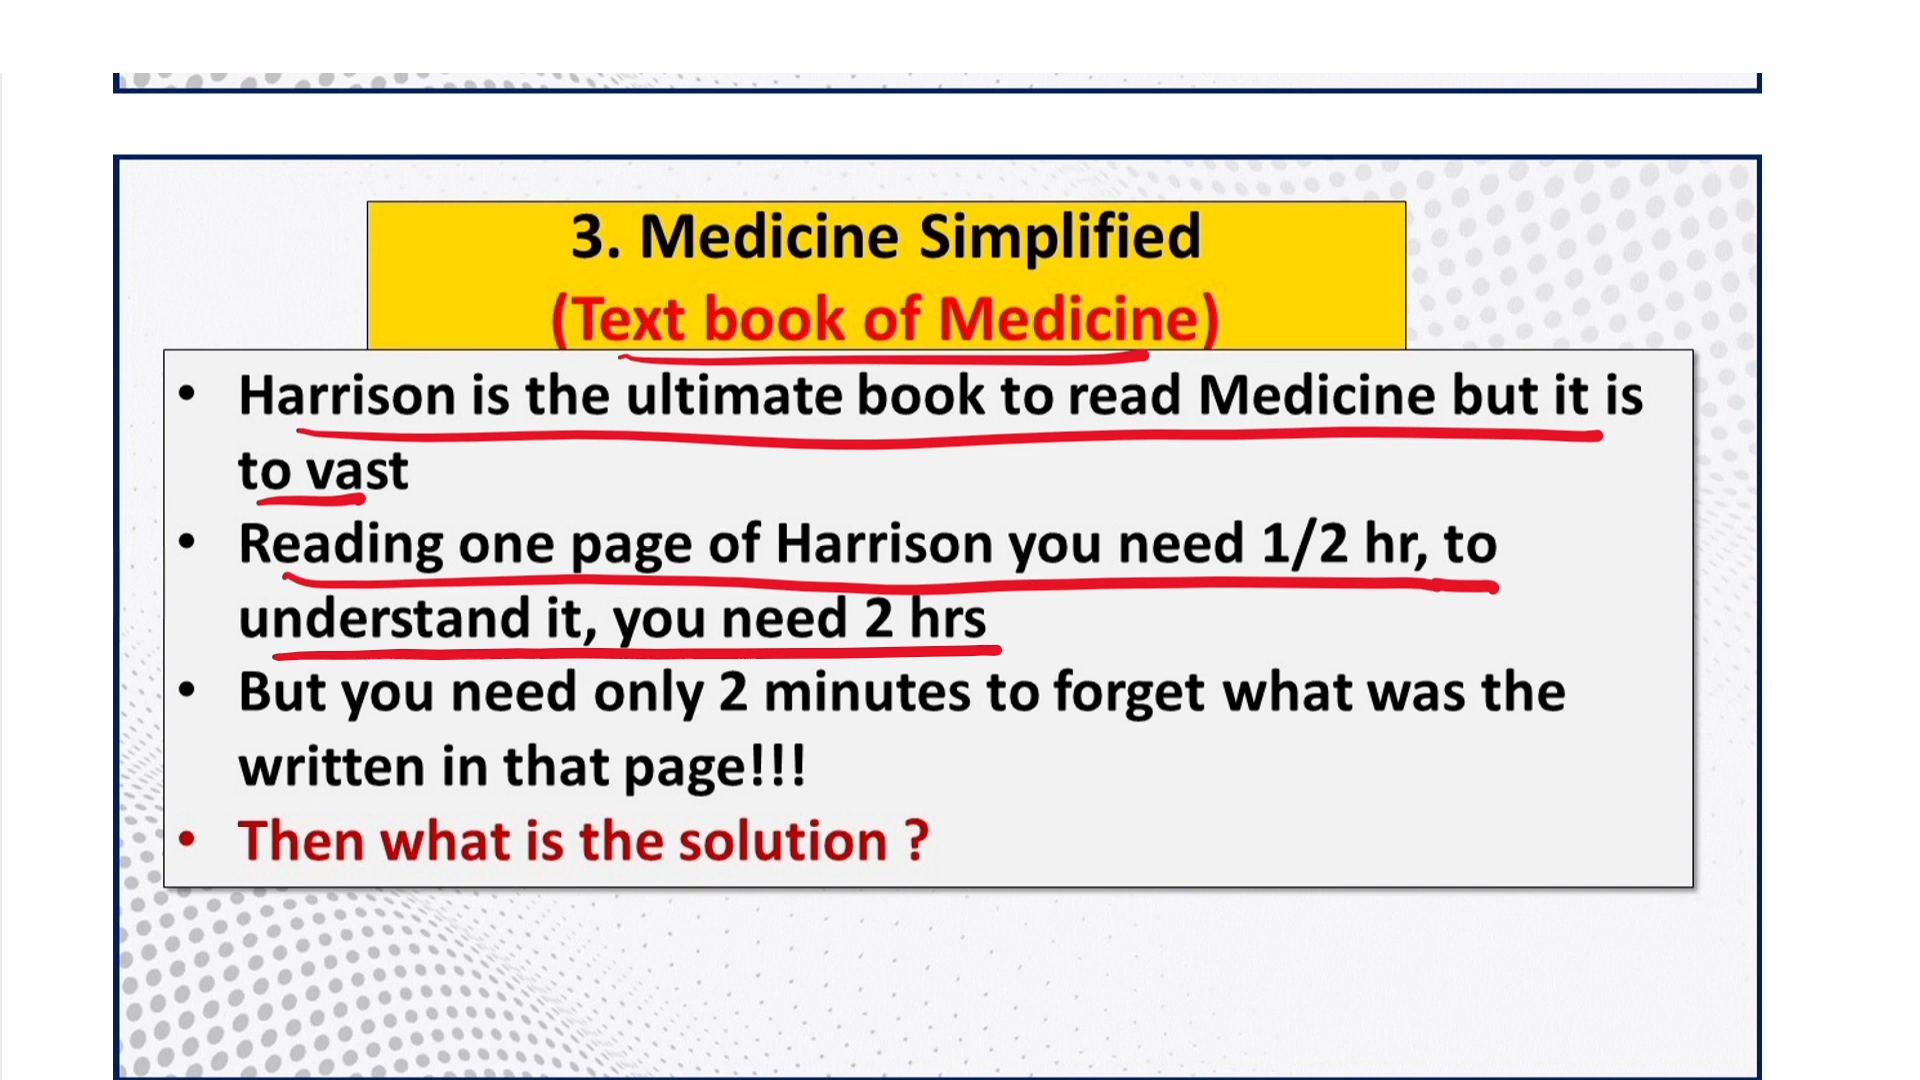 3. Medicine Simplified
(Text book of Medicine)
• Harrison is the ultimate book to read Medicine but it is
to vast
• Reading one page of Harrison you need 1/2 hr, to
understand it, you need 2 hrs
• But you need only 2 minutes to forget what was the
written in that page!!!
• Then what is the solution ?